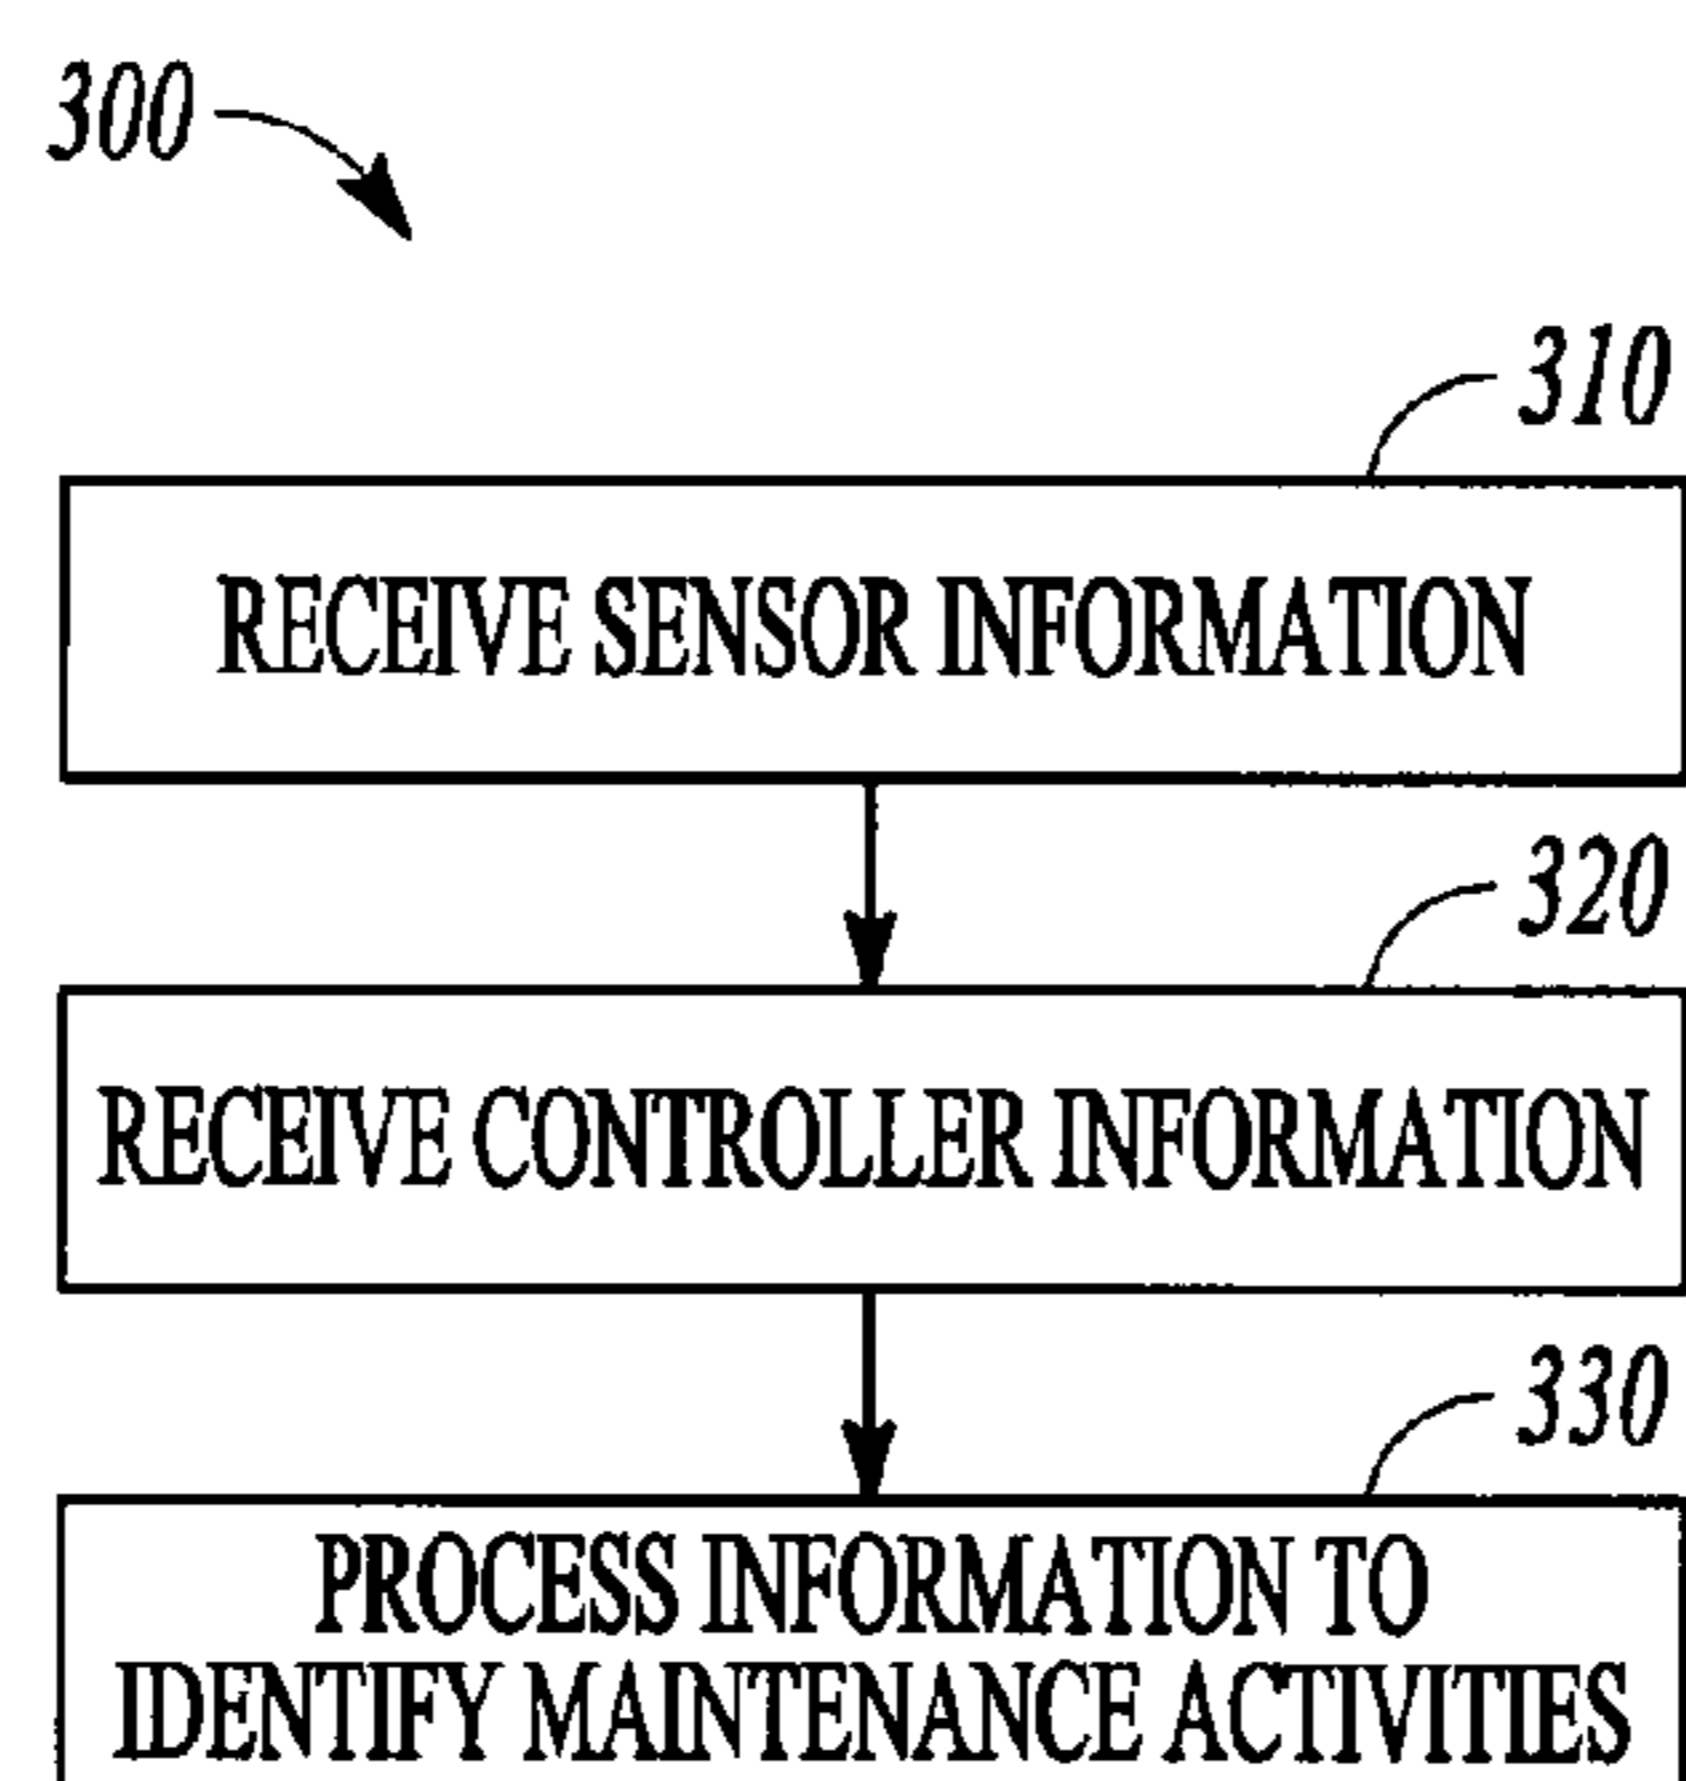 300
310
RECEIVE SENSOR INFORMATION
320
RECEIVE CONTROLLER INFORMATION
330
PROCESS INFORMATION TO
IDENTIFY MAINTENANCE ACTIVITIES